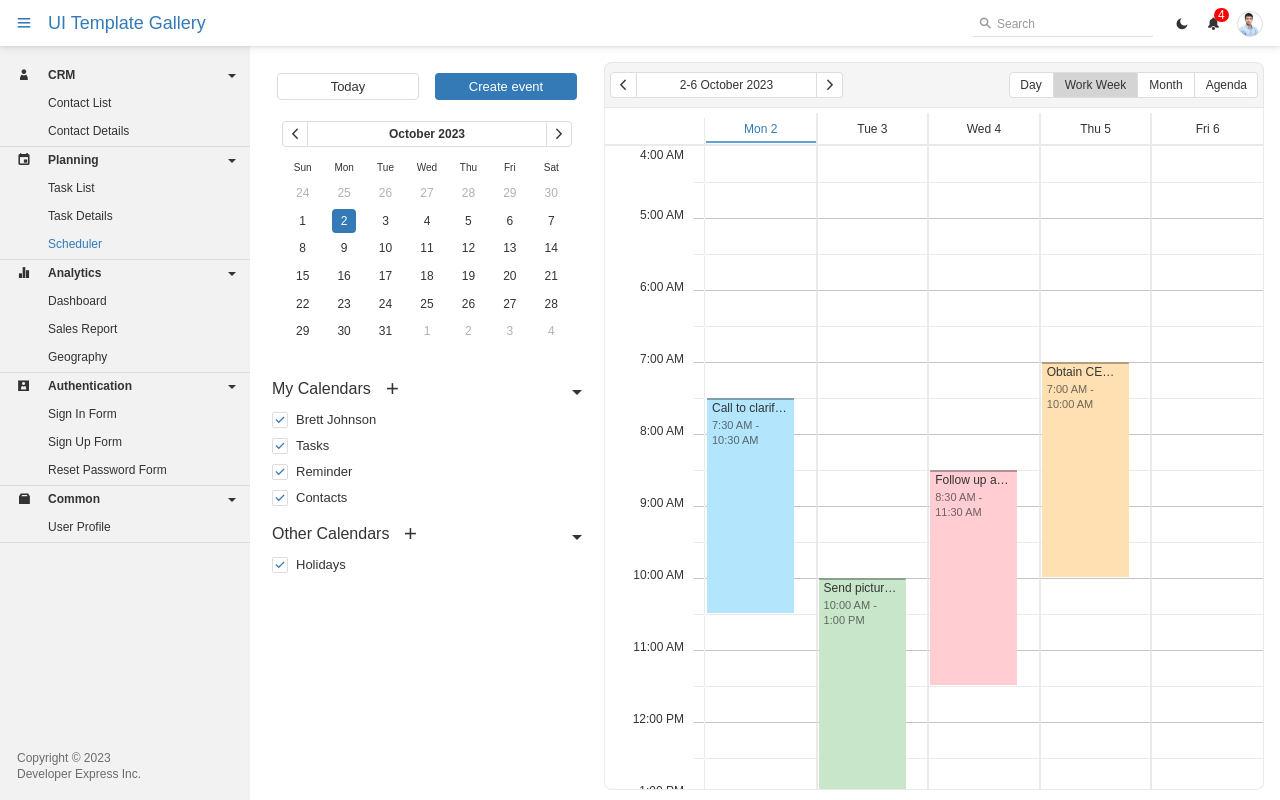 UI Template Gallery
Search
4
CRM
Contact List
Contact Details
Planning
Task List
Task Details
Scheduler
Analytics
Dashboard
Sales Report
Geography
Authentication
Sign In Form
Sign Up Form
Reset Password Form
Common
User Profile
Copyright © 2023
Developer Express Inc.
Today
Create event
October 2023
Sun Mon Tue Wed Thu Fri Sat
24 25 26 27 28 29 30
1 2 3 4 5 6 7
8 9 10 11 12 13 14
15 16 17 18 19 20 21
22 23 24 25 26 27 28
29 30 31 1 2 3 4
My Calendars
Brett Johnson
Tasks
Reminder
Contacts
Other Calendars
Holidays
2-6 October 2023
Day Work Week Month Agenda
Mon 2 Tue 3 Wed 4 Thu 5 Fri 6
4:00 AM
5:00 AM
6:00 AM
7:00 AM
8:00 AM
9:00 AM
10:00 AM
11:00 AM
12:00 PM
1:00 PM
Call to clarif…
7:30 AM -
10:30 AM
Send pictur…
10:00 AM -
1:00 PM
Follow up a…
8:30 AM -
11:30 AM
Obtain CE…
7:00 AM -
10:00 AM